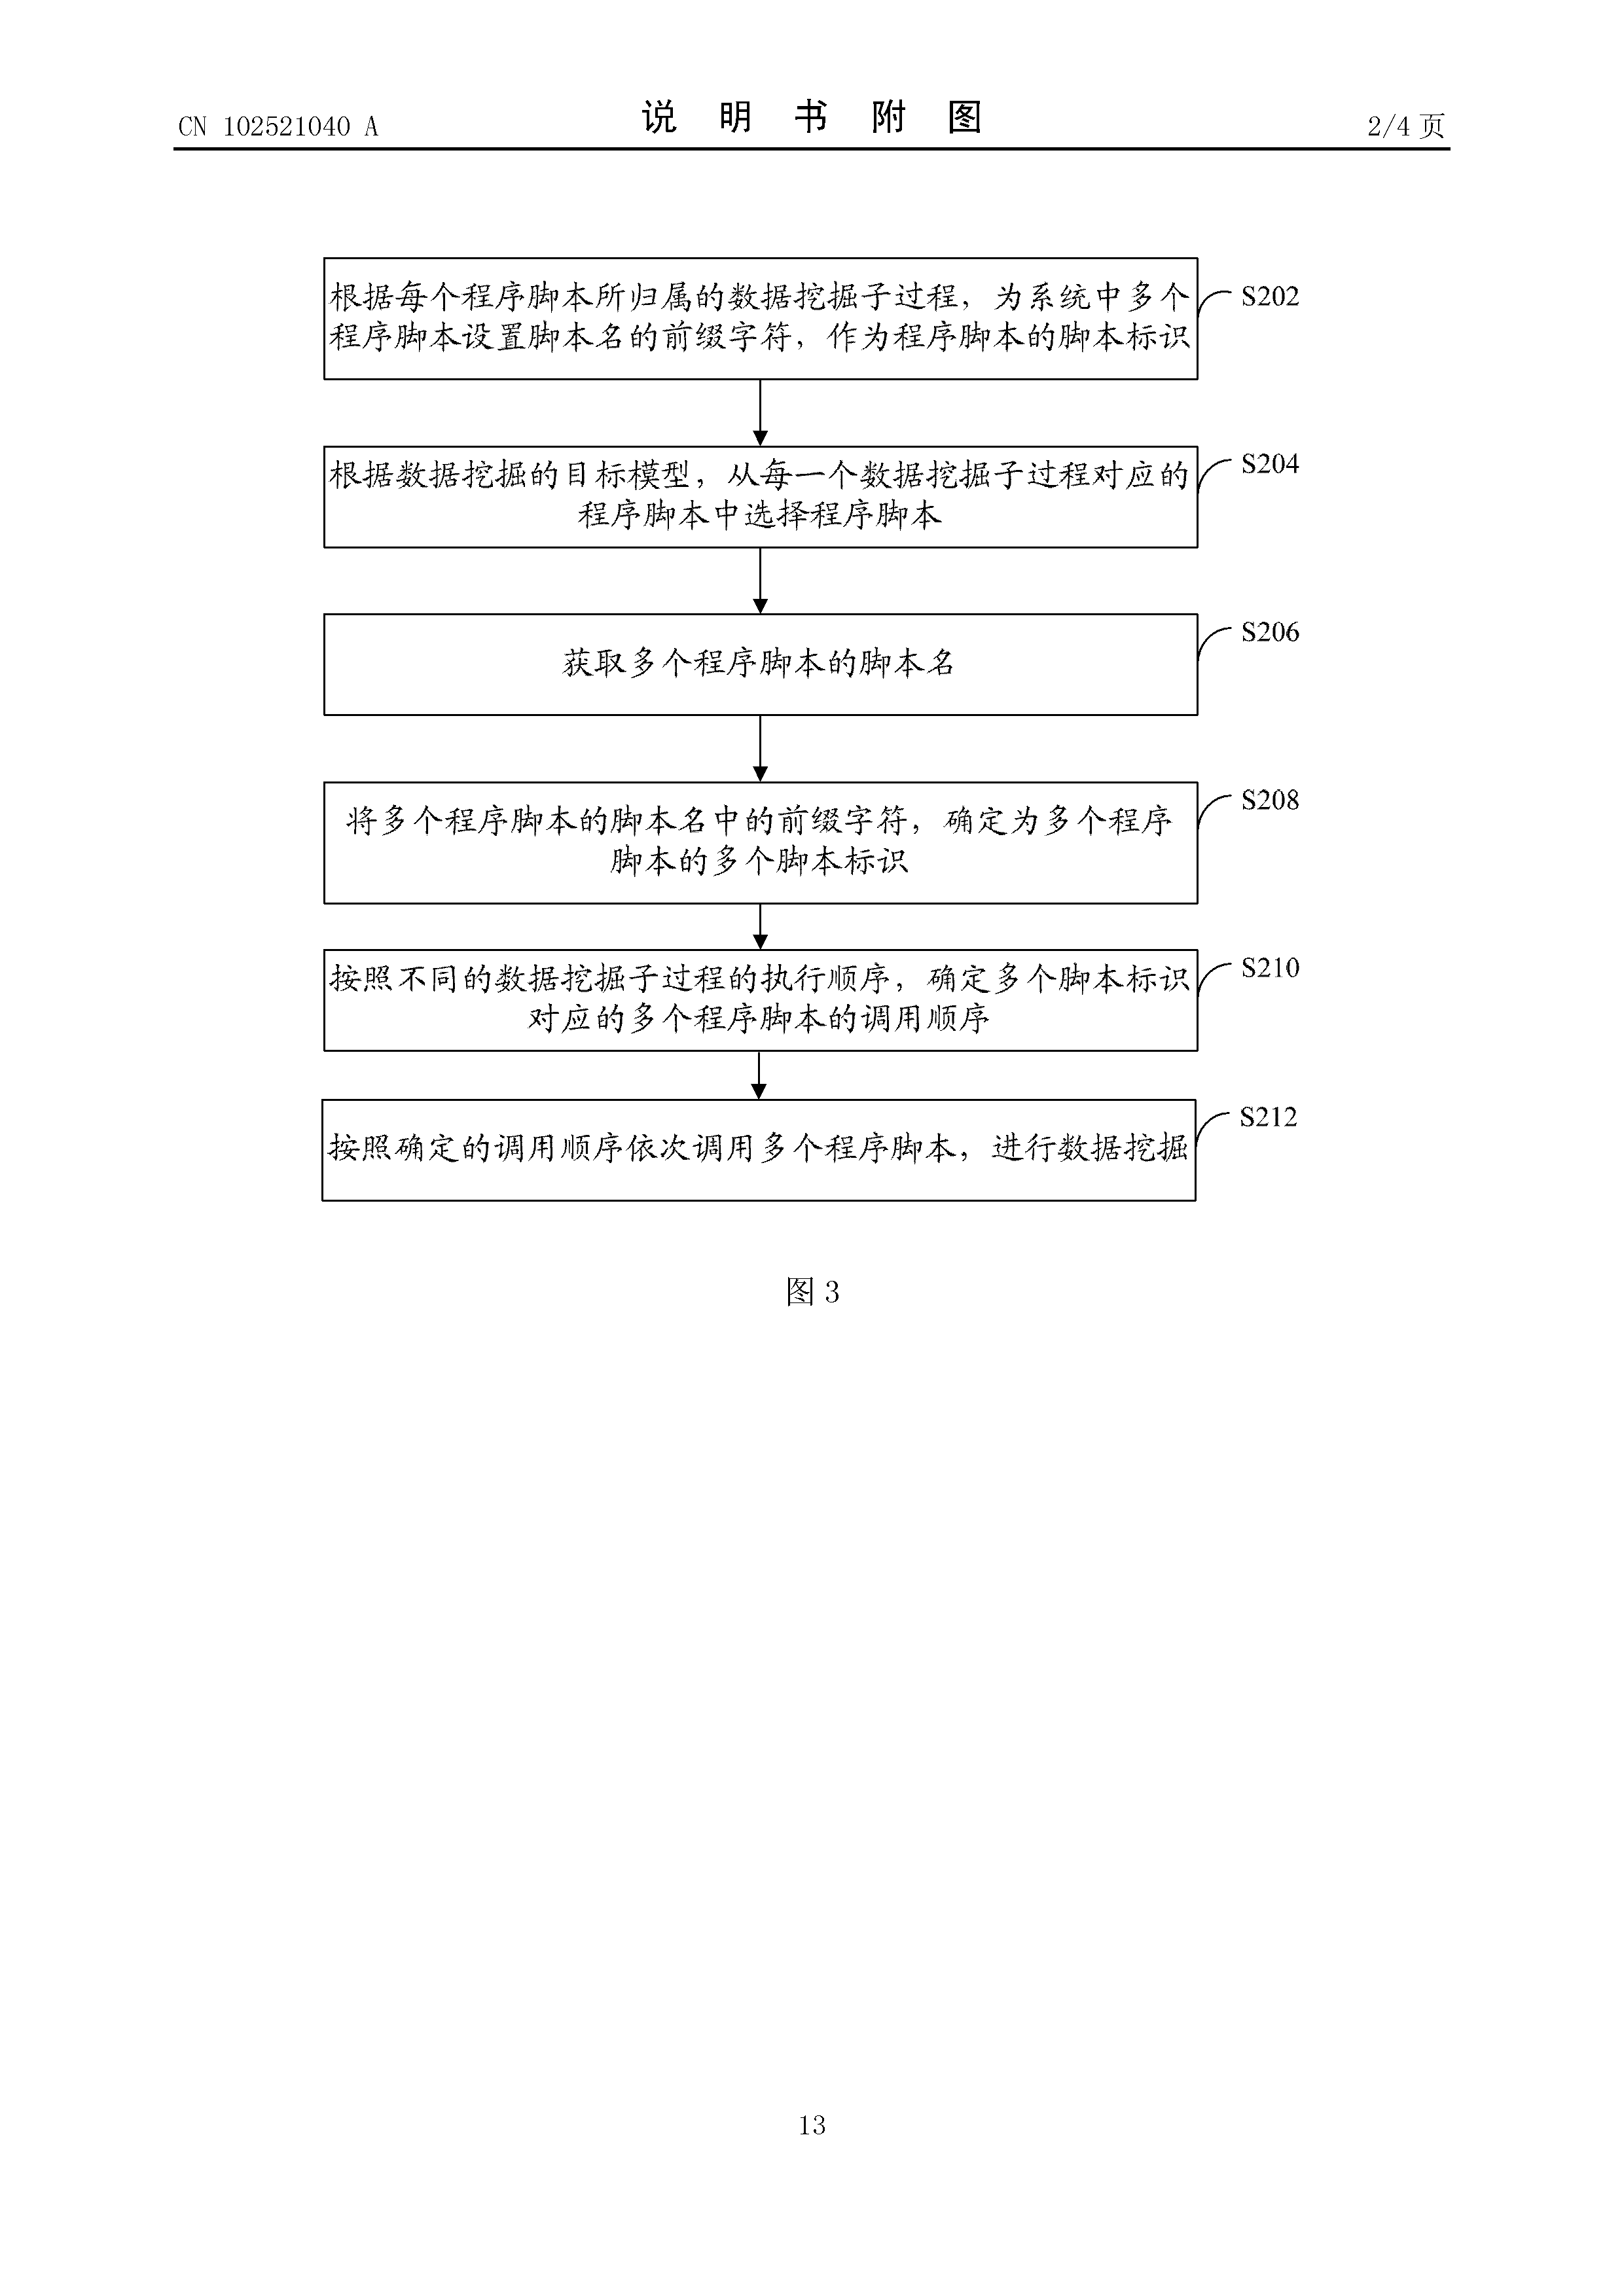 CN 102521040 A
说 明 书 附 图
2/4 页
根据每个程序脚本所归属的数据挖掘子过程，为系统中多个
程序脚本设置脚本名的前缀字符，作为程序脚本的脚本标识
S202
根据数据挖掘的目标模型，从每一个数据挖掘子过程对应的
程序脚本中选择程序脚本
S204
获取多个程序脚本的脚本名
S206
将多个程序脚本的脚本名中的前缀字符，确定为多个程序
脚本的多个脚本标识
S208
按照不同的数据挖掘子过程的执行顺序，确定多个脚本标识
对应的多个程序脚本的调用顺序
S210
按照确定的调用顺序依次调用多个程序脚本，进行数据挖掘
S212
图 3
13